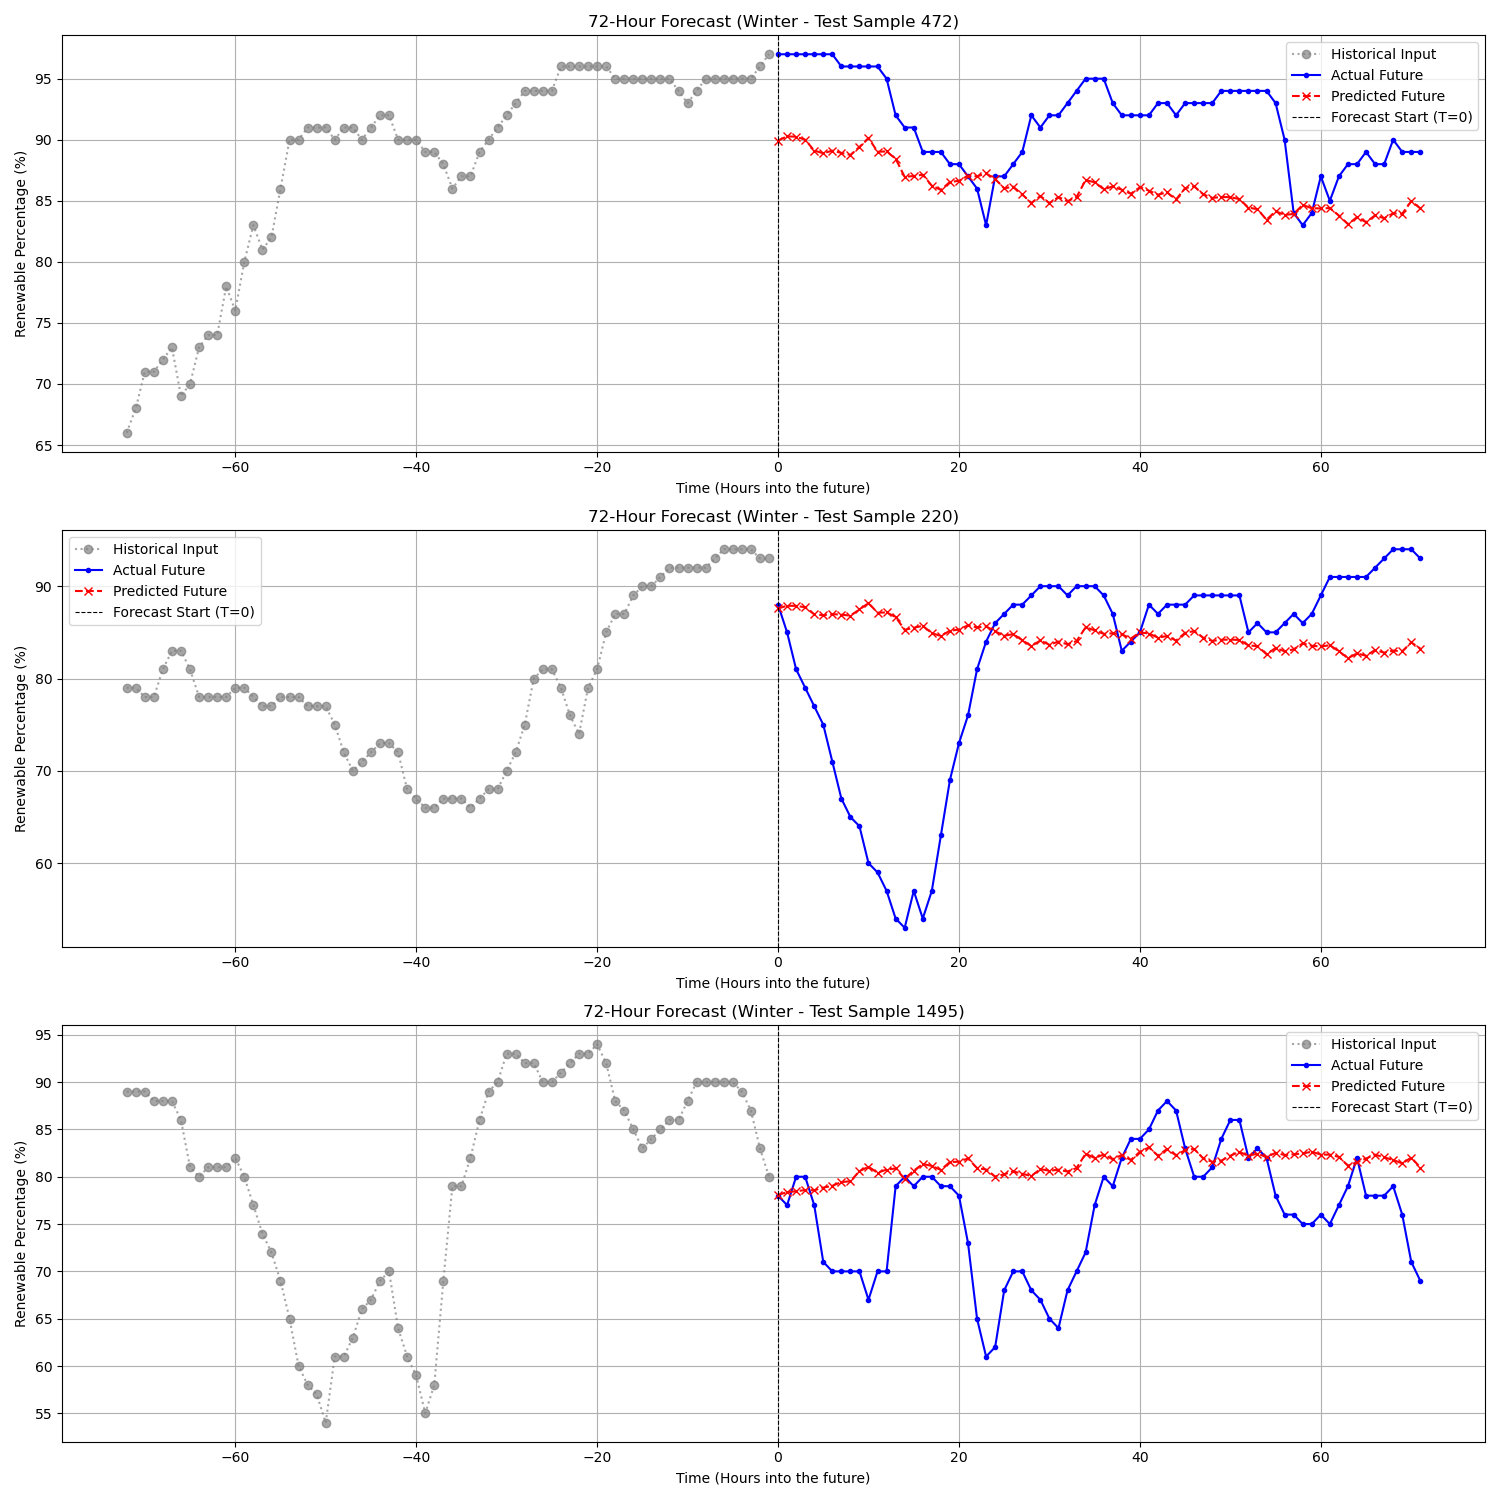 72-Hour Forecast (Winter - Test Sample 472)
Renewable Percentage (%)
95
90
85
80
75
70
65
Historical Input
Actual Future
Predicted Future
Forecast Start (T=0)
−60 −40 −20 0 20 40 60
Time (Hours into the future)
72-Hour Forecast (Winter - Test Sample 220)
Renewable Percentage (%)
90
80
70
60
Historical Input
Actual Future
Predicted Future
Forecast Start (T=0)
−60 −40 −20 0 20 40 60
Time (Hours into the future)
72-Hour Forecast (Winter - Test Sample 1495)
Renewable Percentage (%)
95
90
85
80
75
70
65
60
55
Historical Input
Actual Future
Predicted Future
Forecast Start (T=0)
−60 −40 −20 0 20 40 60
Time (Hours into the future)